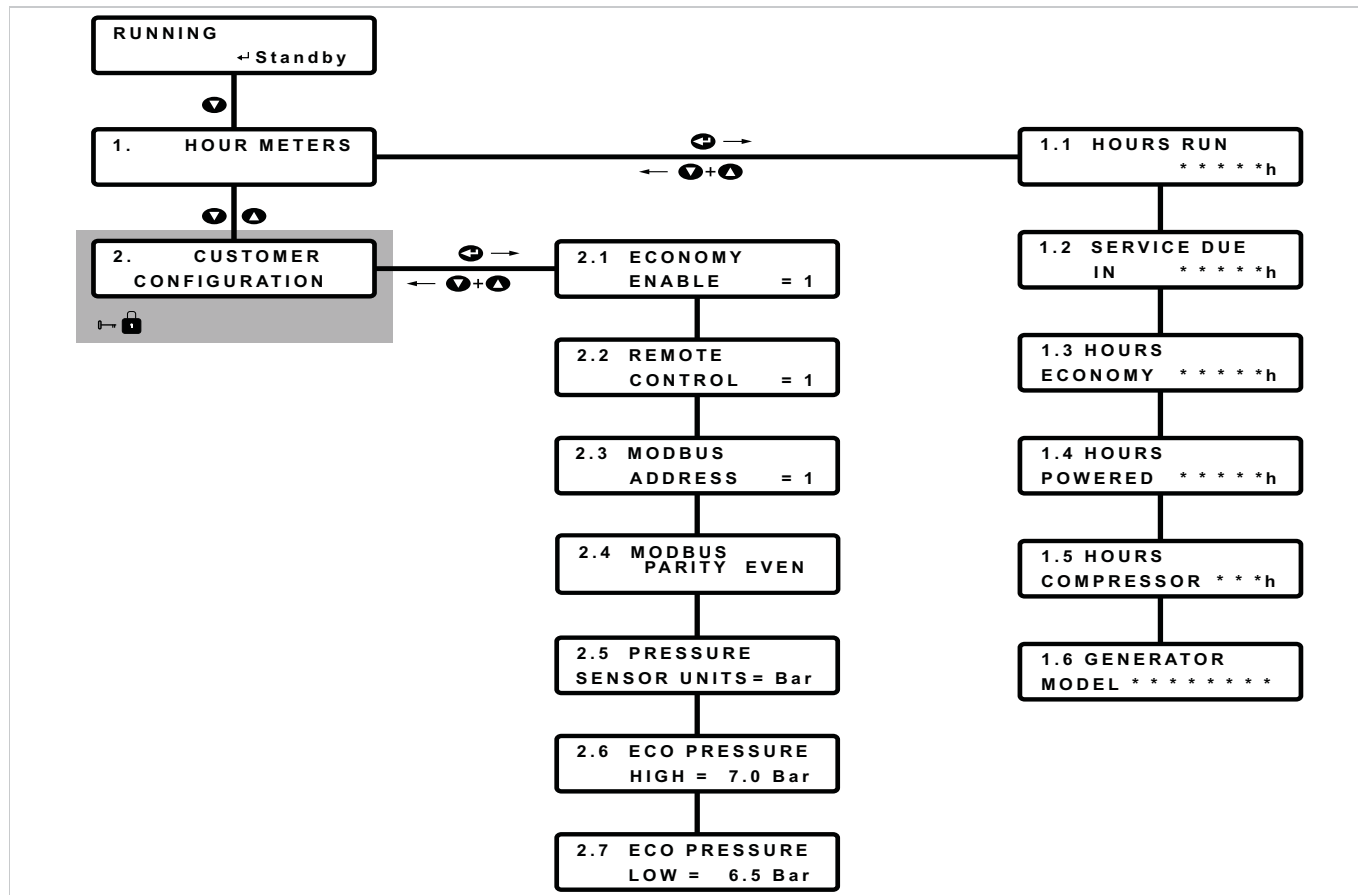 RUNNING
↵ Standby
1. HOUR METERS
2. CUSTOMER
CONFIGURATION
2.1 ECONOMY
ENABLE = 1
2.2 REMOTE
CONTROL = 1
2.3 MODBUS
ADDRESS = 1
2.4 MODBUS
PARITY EVEN
2.5 PRESSURE
SENSOR UNITS = Bar
2.6 ECO PRESSURE
HIGH = 7.0 Bar
2.7 ECO PRESSURE
LOW = 6.5 Bar
1.1 HOURS RUN
* * * * *h
1.2 SERVICE DUE
IN * * * * *h
1.3 HOURS
ECONOMY * * * * *h
1.4 HOURS
POWERED * * * * *h
1.5 HOURS
COMPRESSOR * * *h
1.6 GENERATOR
MODEL * * * * * * * *